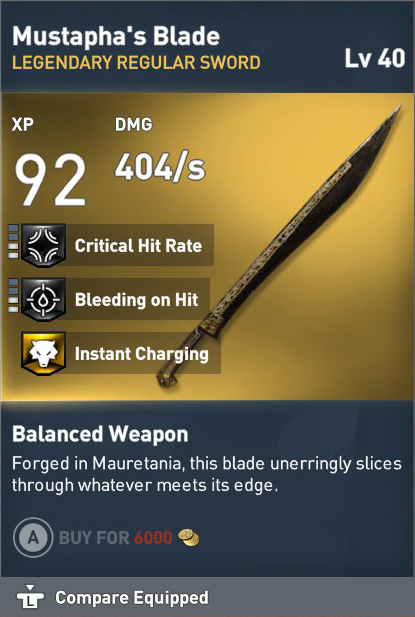 Mustapha's Blade
LEGENDARY REGULAR SWORD
Lv 40
XP
DMG
92
404/s
Critical Hit Rate
Bleeding on Hit
Instant Charging
Balanced Weapon
Forged in Mauretania, this blade unerringly slices
through whatever meets its edge.
A BUY FOR 6000
L Compare Equipped